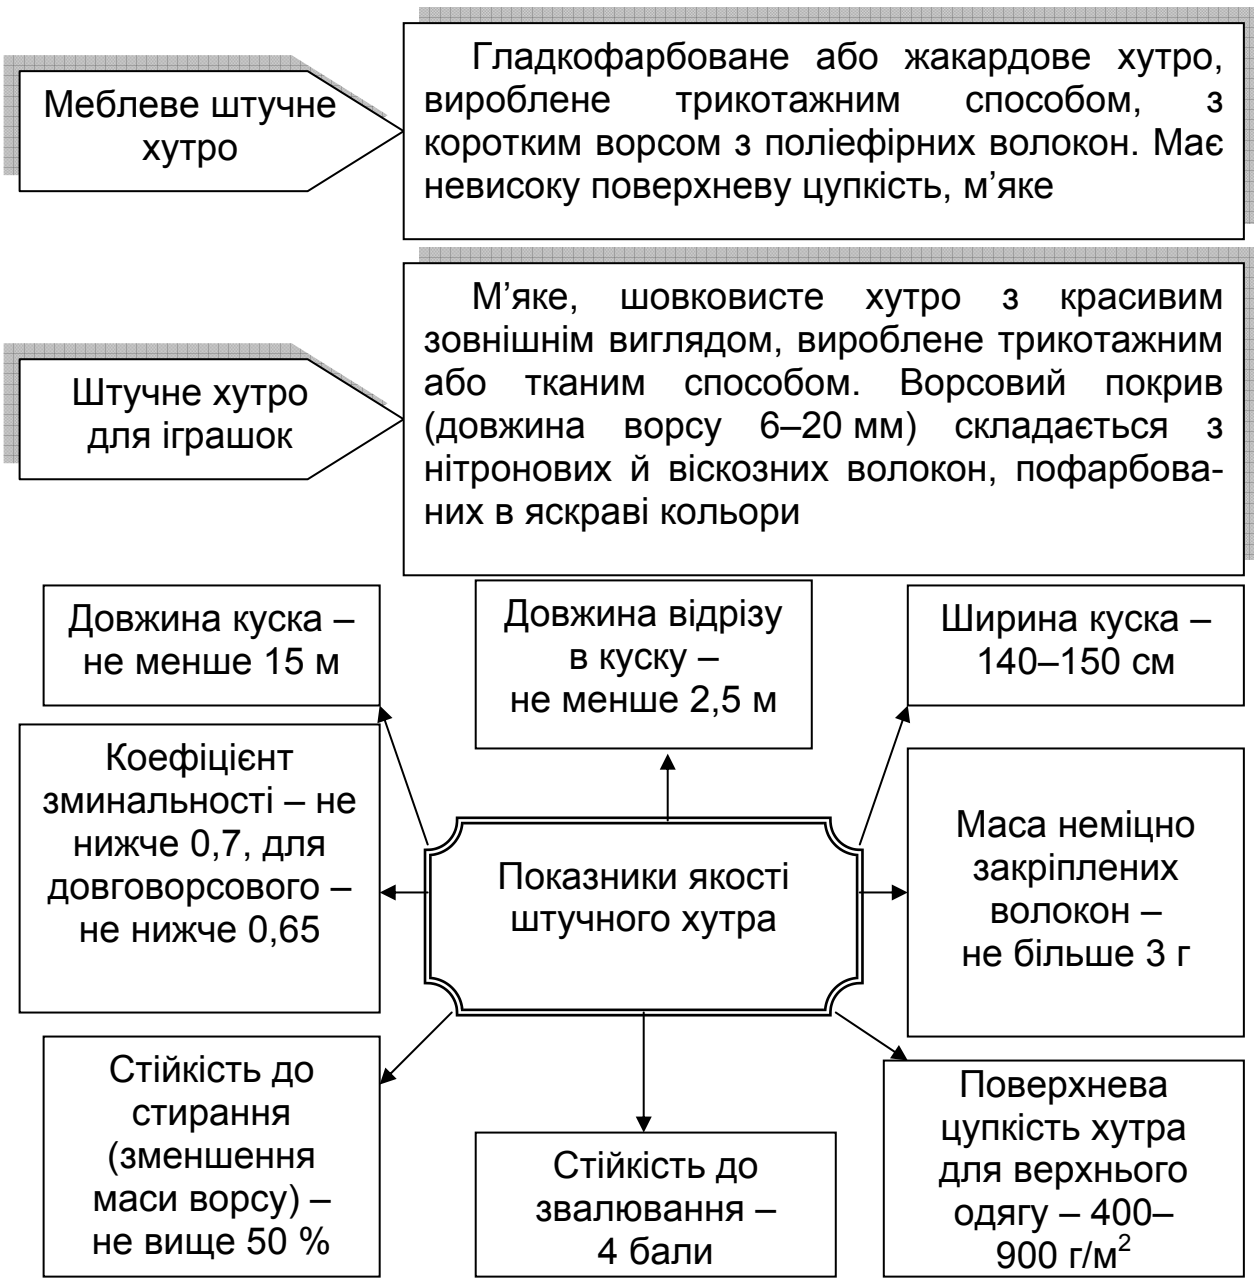 Меблеве штучне
хутро
Гладкофарбоване або жакардове хутро,
вироблене трикотажним способом, з
коротким ворсом з поліефірних волокон. Має
невисоку поверхневу цупкість, м’яке
Штучне хутро
для іграшок
М’яке, шовковисте хутро з красивим
зовнішнім виглядом, вироблене трикотажним
або тканим способом. Ворсовий покрив
(довжина ворсу 6–20 мм) складається з
нітронових й віскозних волокон, пофарбова-
них в яскраві кольори
Довжина куска –
не менше 15 м
Довжина відрізу
в куску –
не менше 2,5 м
Ширина куска –
140–150 см
Коефіцієнт
зминальності – не
нижче 0,7, для
довговорсового –
не нижче 0,65
Показники якості
штучного хутра
Маса неміцно
закріплених
волокон –
не більше 3 г
Стійкість до
стирання
(зменшення
маси ворсу) –
не вище 50 %
Стійкість до
звалювання –
4 бали
Поверхнева
цупкість хутра
для верхнього
одягу – 400–
900 г/м²